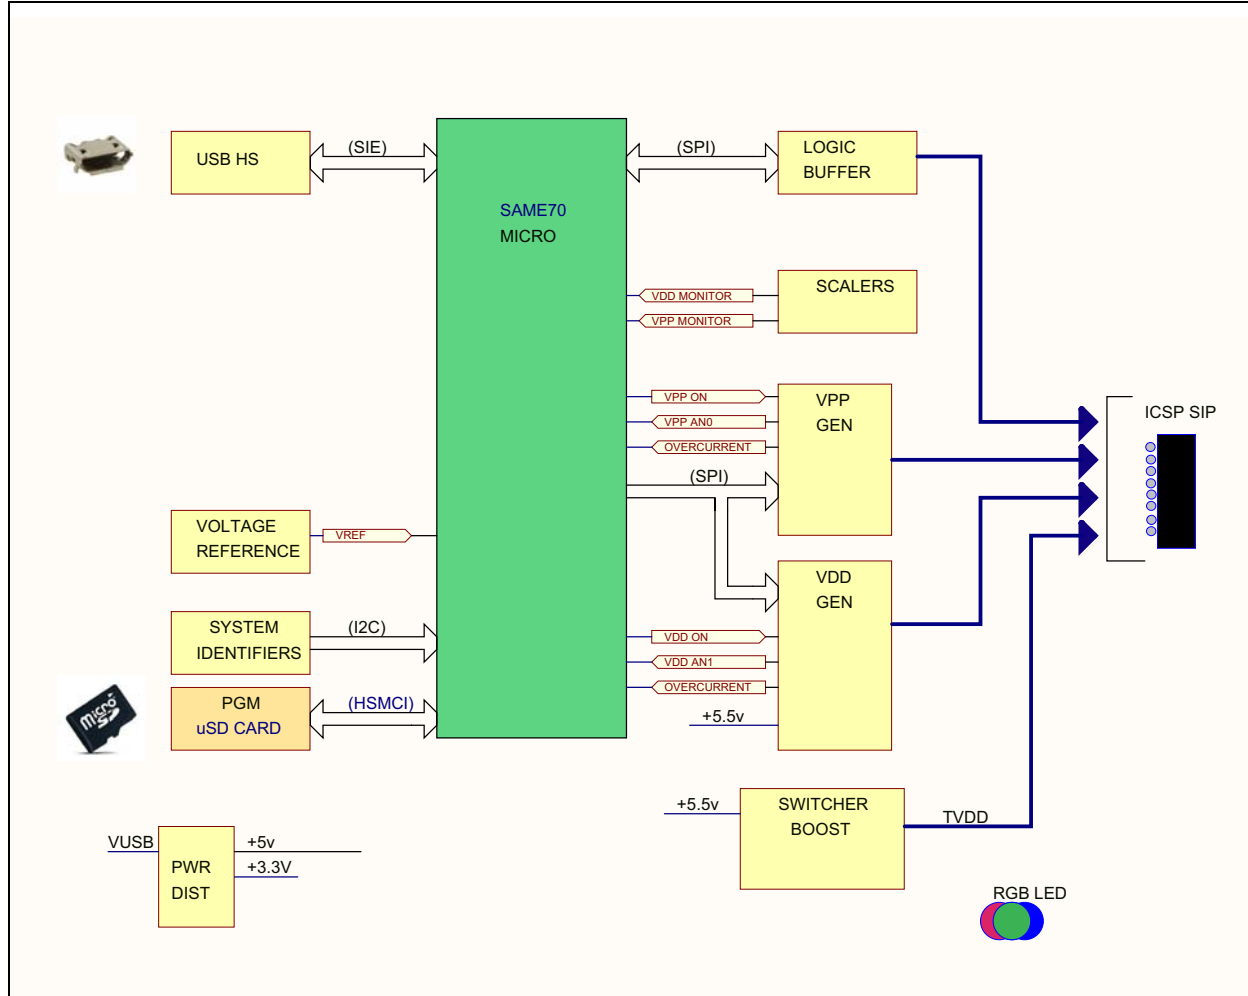 USB HS
(SIE)
SAME70
MICRO
(SPI)
LOGIC
BUFFER
VDD MONITOR
VPP MONITOR
SCALERS
VPP ON
VPP AN0
OVERCURRENT
(SPI)
VPP
GEN
ICSP SIP
VOLTAGE
REFERENCE
VREF
VDD
GEN
SYSTEM
IDENTIFIERS
(I2C)
VDD ON
VDD AN1
OVERCURRENT
+5.5v
micro
SD
PGM
uSD CARD
(HSMCI)
+5.5v
SWITCHER
BOOST
TVDD
VUSB
PWR
DIST
+5v
+3.3V
RGB LED